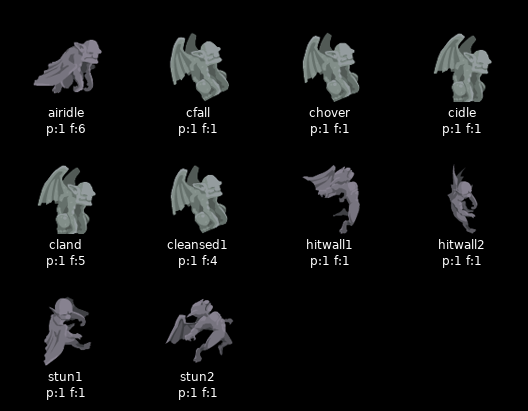 airidle
p:1 f:6
cfall
p:1 f:1
chover
p:1 f:1
cidle
p:1 f:1
cland
p:1 f:5
cleansed1
p:1 f:4
hitwall1
p:1 f:1
hitwall2
p:1 f:1
stun1
p:1 f:1
stun2
p:1 f:1